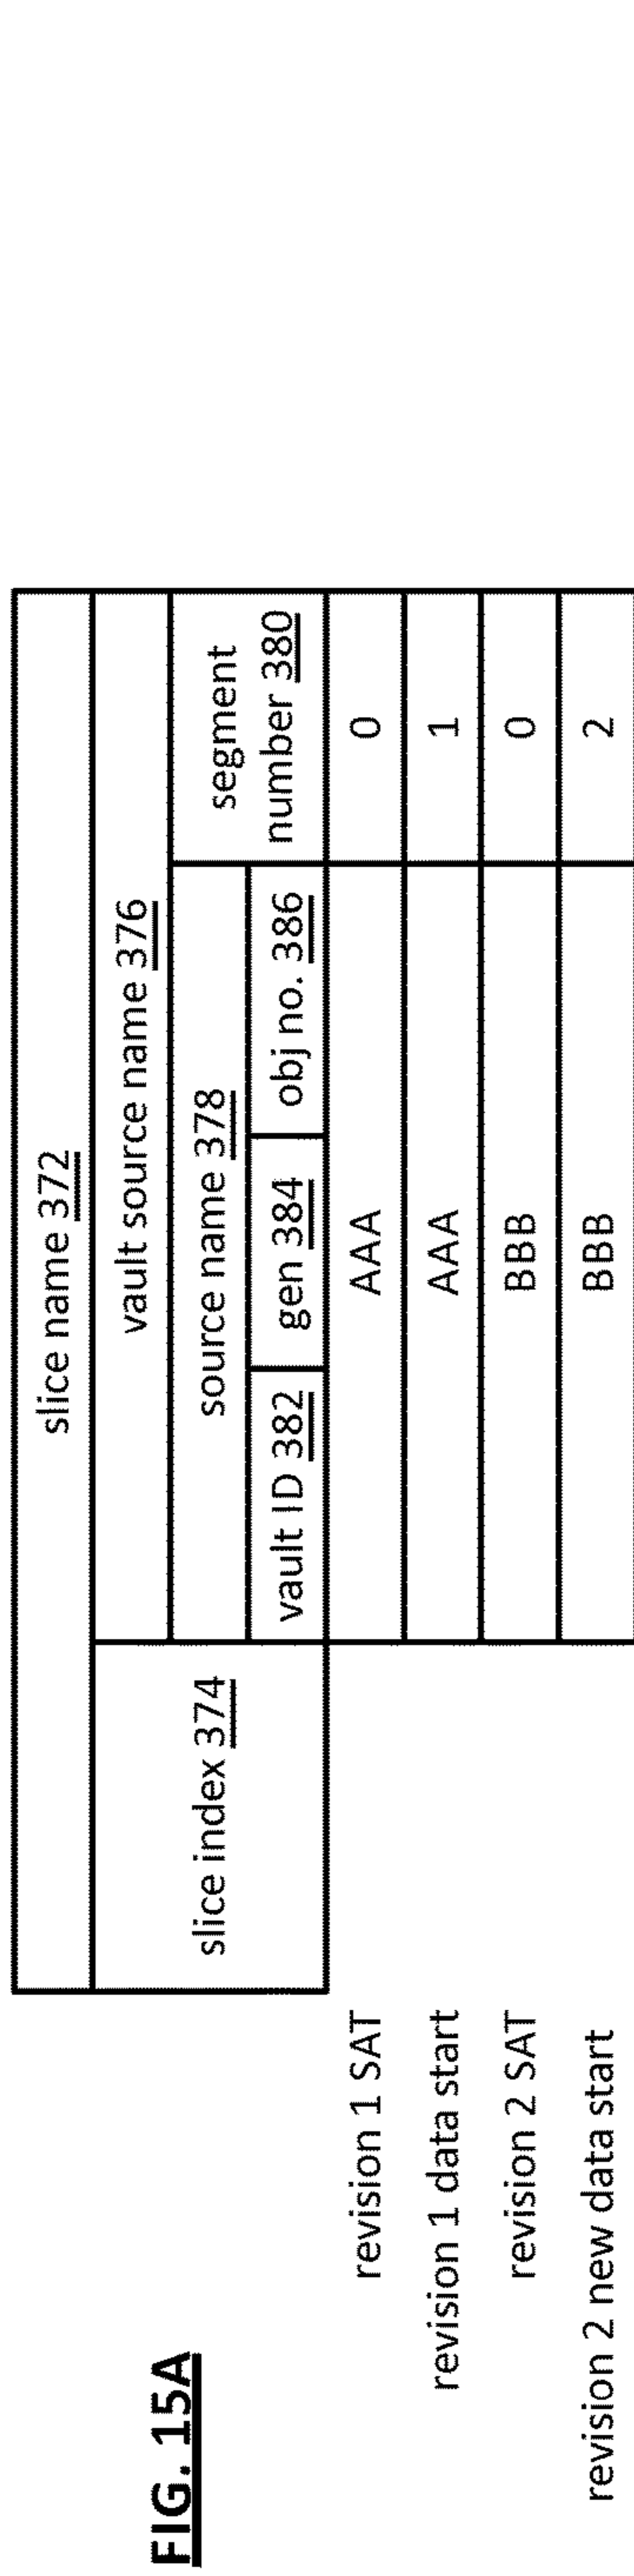 FIG. 15A
slice name 372
slice index 374
vault source name 376
source name 378
segment
number 380
vault ID 382
gen 384
obj no. 386
revision 1 SAT
AAA
0
revision 1 data start
AAA
1
revision 2 SAT
BBB
0
revision 2 new data start
BBB
2